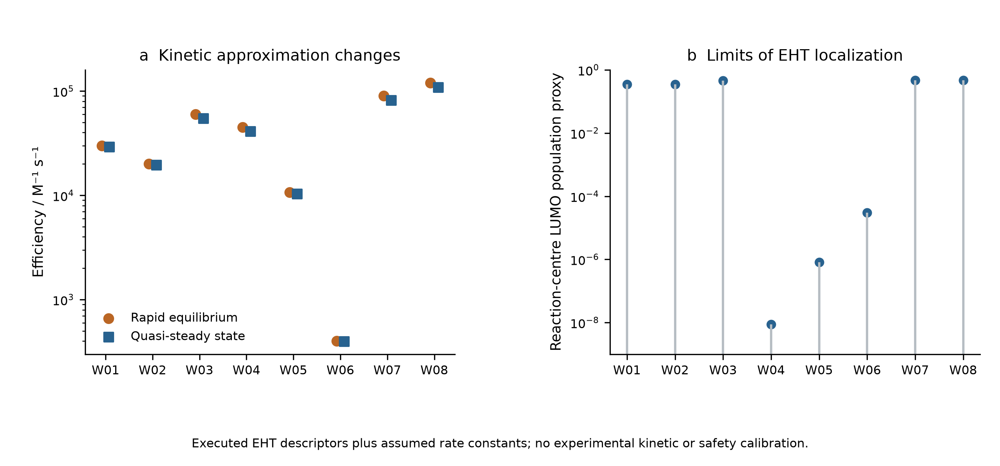 a Kinetic approximation changes
Efficiency / M⁻¹ s⁻¹
10⁵
10⁴
10³
Rapid equilibrium
Quasi-steady state
W01 W02 W03 W04 W05 W06 W07 W08
b Limits of EHT localization
Reaction-centre LUMO population proxy
10⁰
10⁻²
10⁻⁴
10⁻⁶
10⁻⁸
W01 W02 W03 W04 W05 W06 W07 W08
Executed EHT descriptors plus assumed rate constants; no experimental kinetic or safety calibration.